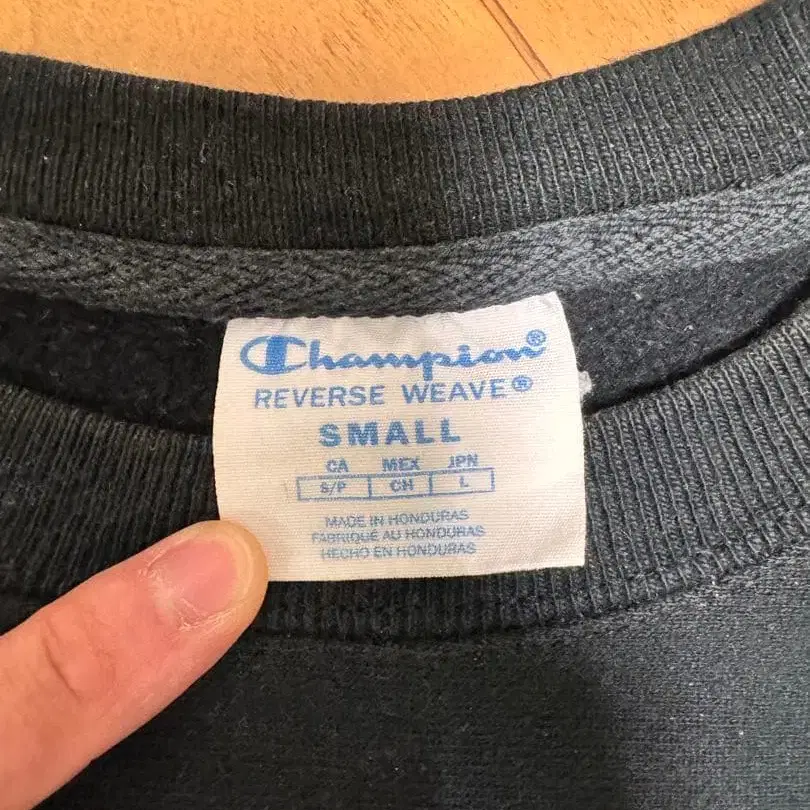 Champion®
REVERSE WEAVE®
SMALL
CA MEX JPN
S/P CH L
MADE IN HONDURAS
FABRIQUÉ AU HONDURAS
HECHO EN HONDURAS